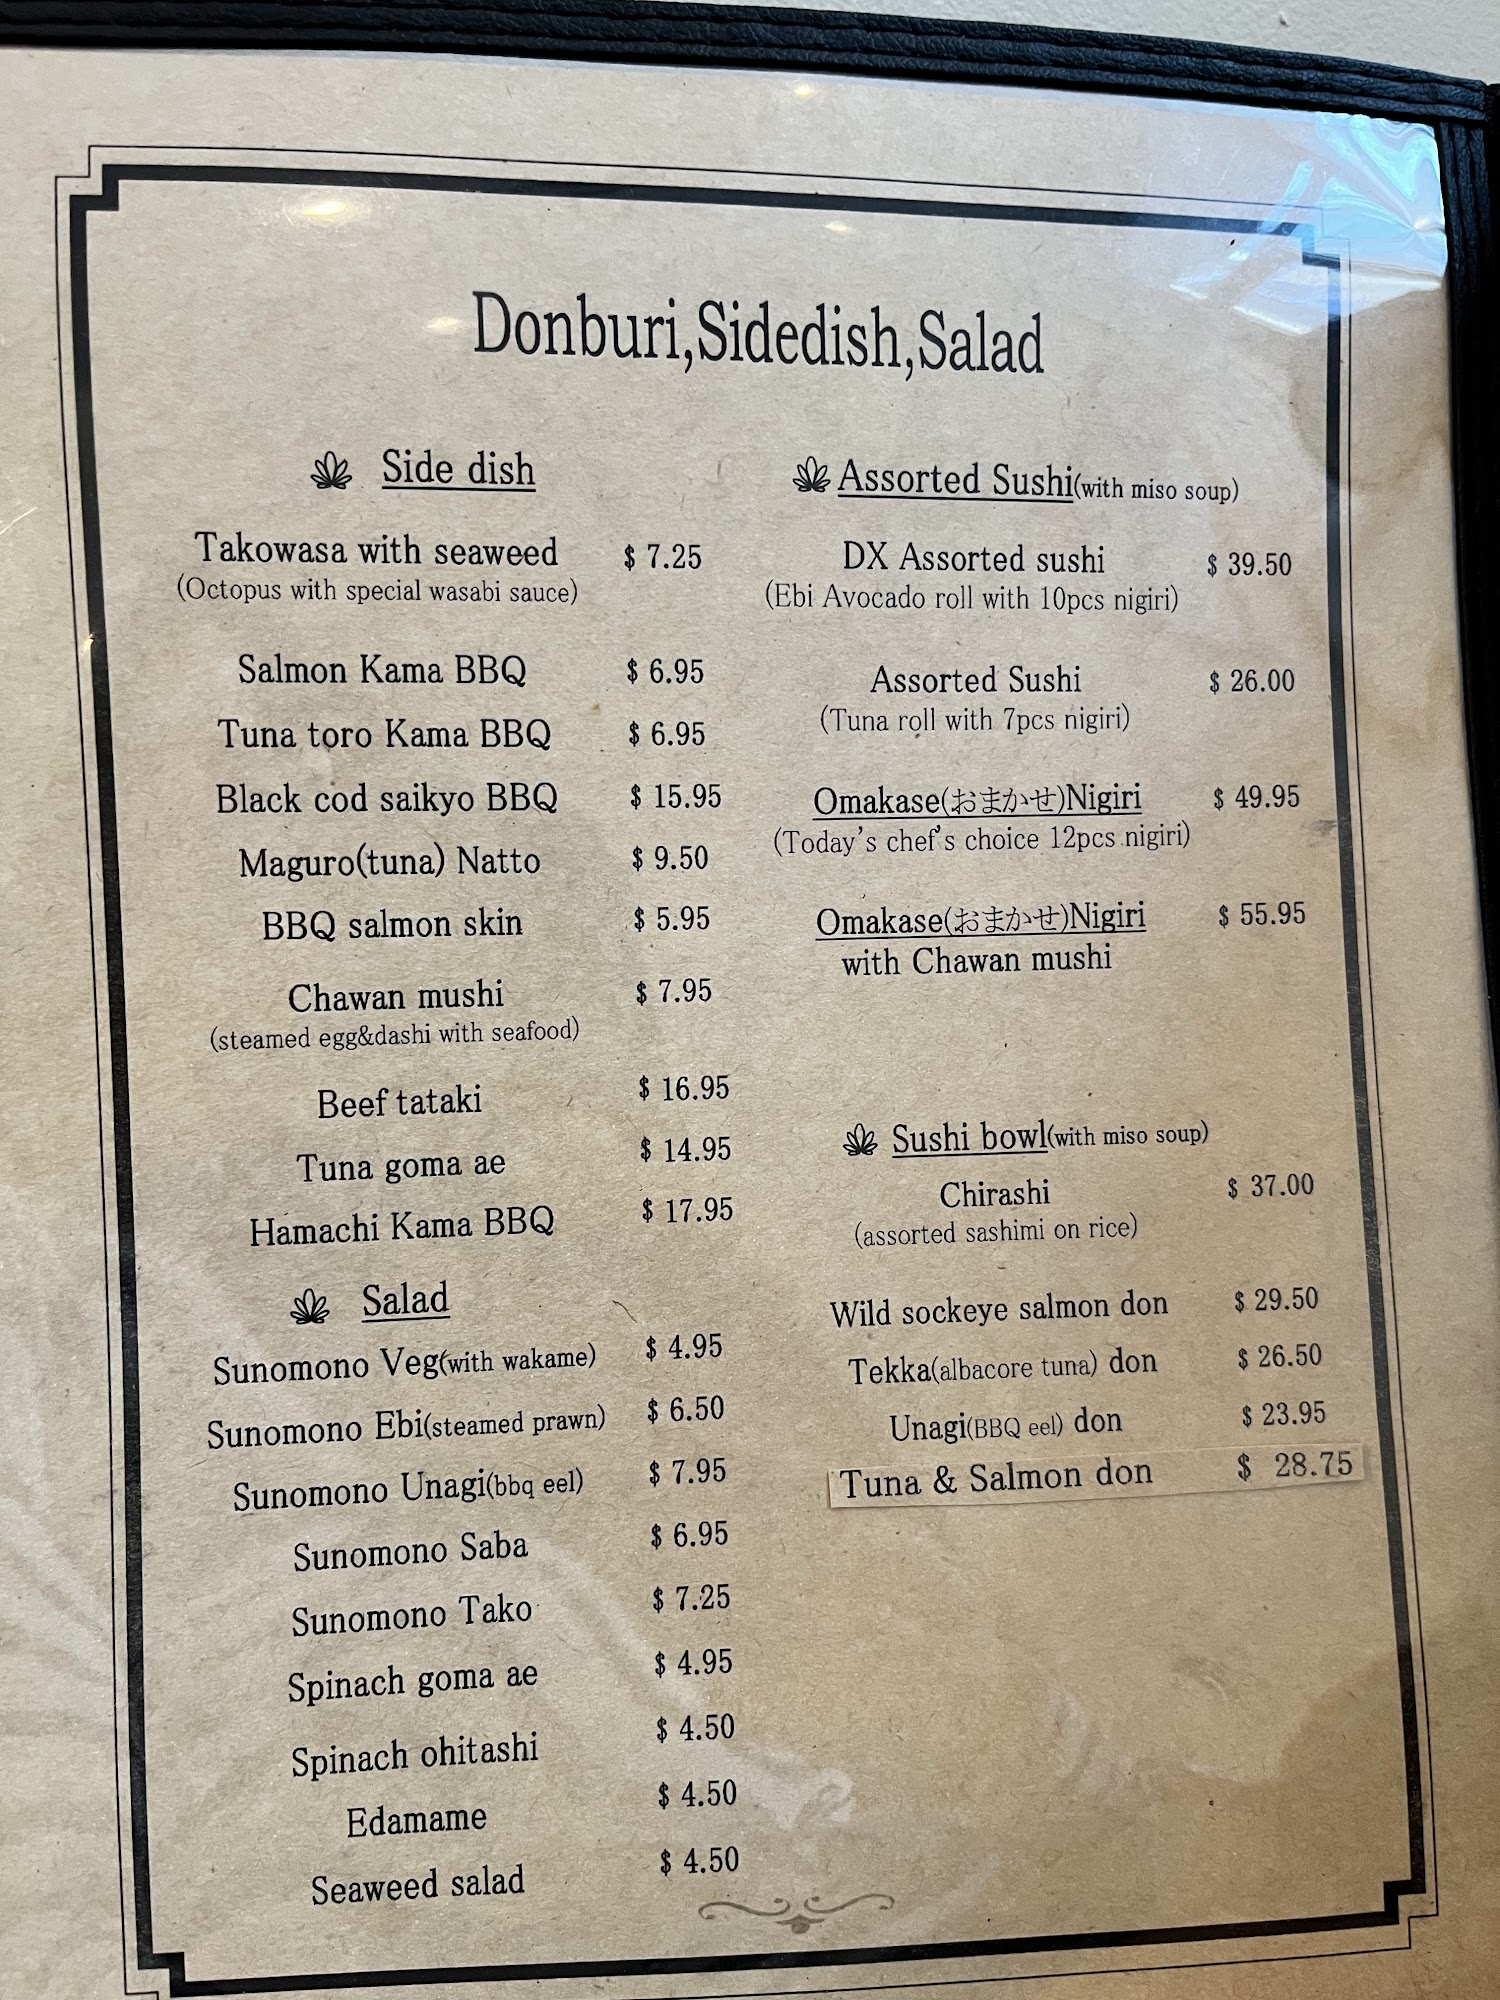 Donburi,Sidedish,Salad
Side dish
Takowasa with seaweed $ 7.25
(Octopus with special wasabi sauce)
Salmon Kama BBQ $ 6.95
Tuna toro Kama BBQ $ 6.95
Black cod saikyo BBQ $ 15.95
Maguro(tuna) Natto $ 9.50
BBQ salmon skin $ 5.95
Chawan mushi $ 7.95
(steamed egg&dashi with seafood)
Beef tataki $ 16.95
Tuna goma ae $ 14.95
Hamachi Kama BBQ $ 17.95
Salad
Sunomono Veg(with wakame) $ 4.95
Sunomono Ebi(steamed prawn) $ 6.50
Sunomono Unagi(bbq eel) $ 7.95
Sunomono Saba $ 6.95
Sunomono Tako $ 7.25
Spinach goma ae $ 4.95
Spinach ohitashi $ 4.50
Edamame $ 4.50
Seaweed salad $ 4.50
Assorted Sushi(with miso soup)
DX Assorted sushi $ 39.50
(Ebi Avocado roll with 10pcs nigiri)
Assorted Sushi $ 26.00
(Tuna roll with 7pcs nigiri)
Omakase(おまかせ)Nigiri $ 49.95
(Today's chef's choice 12pcs nigiri)
Omakase(おまかせ)Nigiri $ 55.95
with Chawan mushi
Sushi bowl(with miso soup)
Chirashi $ 37.00
(assorted sashimi on rice)
Wild sockeye salmon don $ 29.50
Tekka(albacore tuna) don $ 26.50
Unagi(BBQ eel) don $ 23.95
Tuna & Salmon don $ 28.75